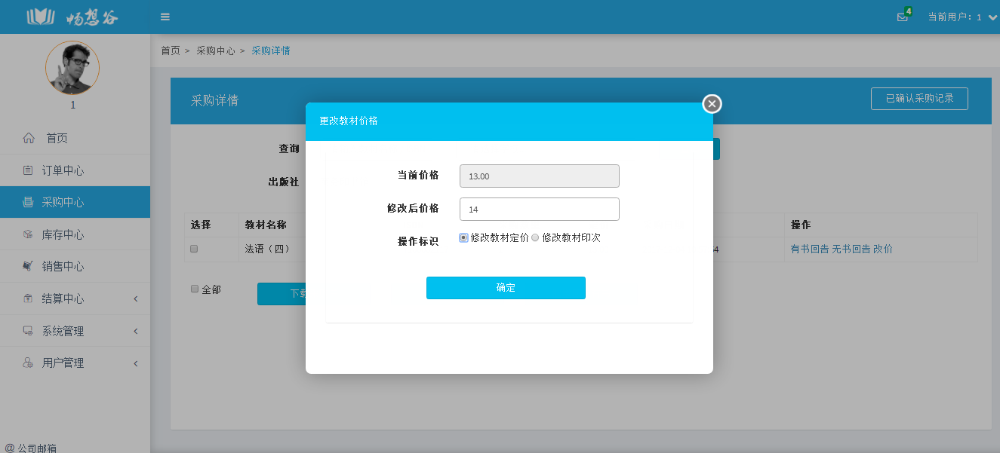 畅想谷
4
当前用户：1
首页 > 采购中心 > 采购详情
1
首页
订单中心
采购中心
库存中心
销售中心
结算中心
系统管理
用户管理
@ 公司邮箱
采购详情
已确认采购记录
查询
出版社
选择 教材名称 操作
法语（四） 有书回告 无书回告 改价
全部
更改教材价格
当前价格 13.00
修改后价格 14
操作标识 修改教材定价 修改教材印次
确定